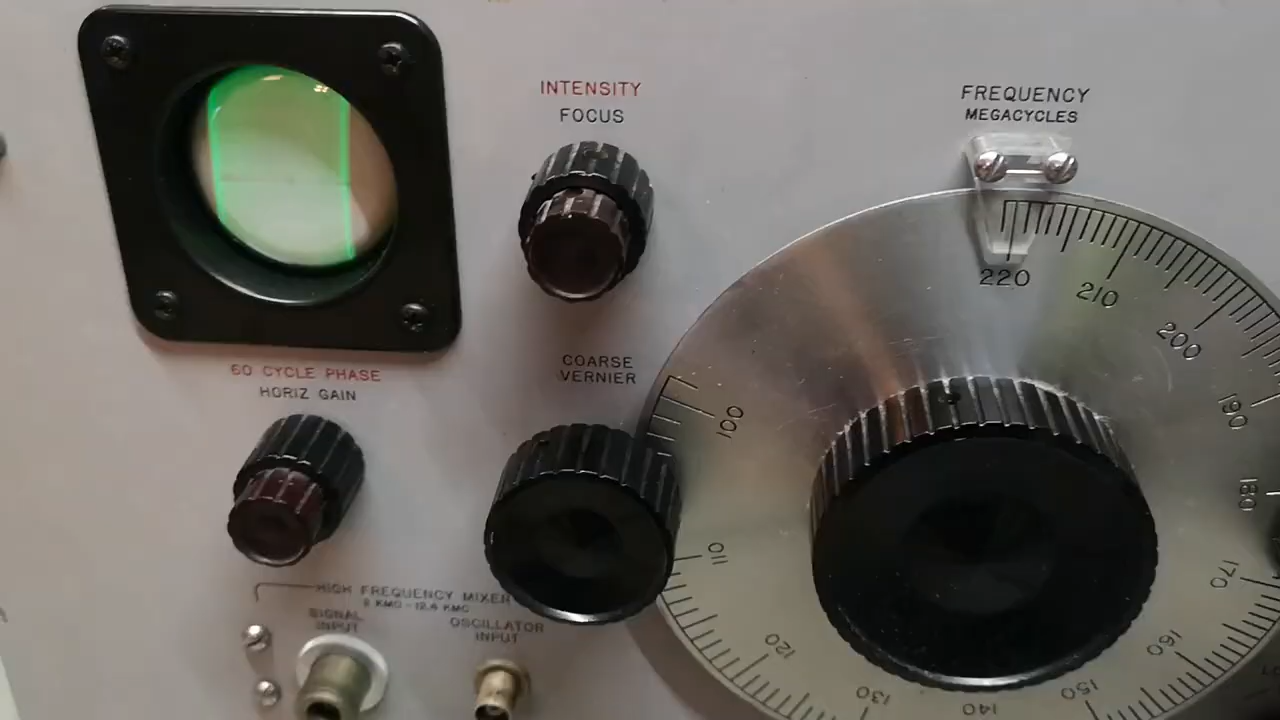 INTENSITY
FOCUS
FREQUENCY
MEGACYCLES
60 CYCLE PHASE
HORIZ GAIN
COARSE
VERNIER
220
210
200
190
180
170
160
150
140
130
120
110
100
HIGH FREQUENCY MIXER
SIGNAL
INPUT
OSCILLATOR
INPUT